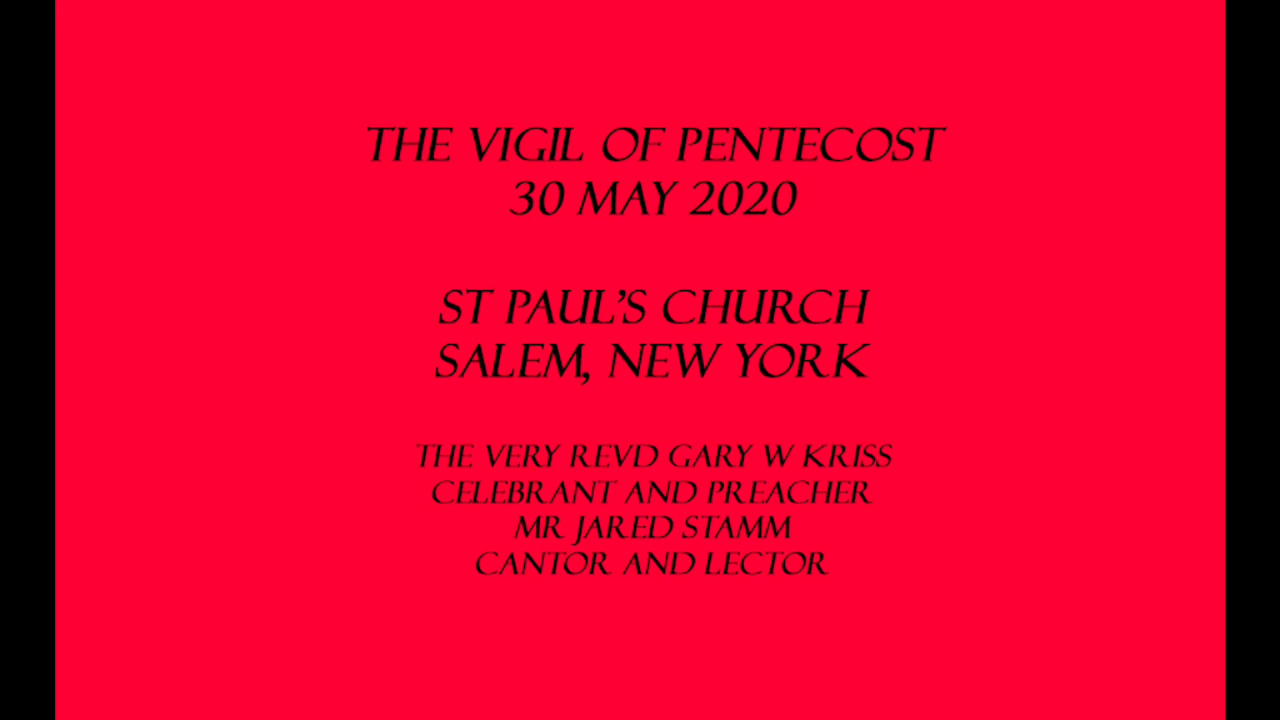 THE VIGIL OF PENTECOST
30 MAY 2020
ST PAUL'S CHURCH
SALEM, NEW YORK
THE VERY REVD GARY W KRISS
CELEBRANT AND PREACHER
MR JARED STAMM
CANTOR AND LECTOR